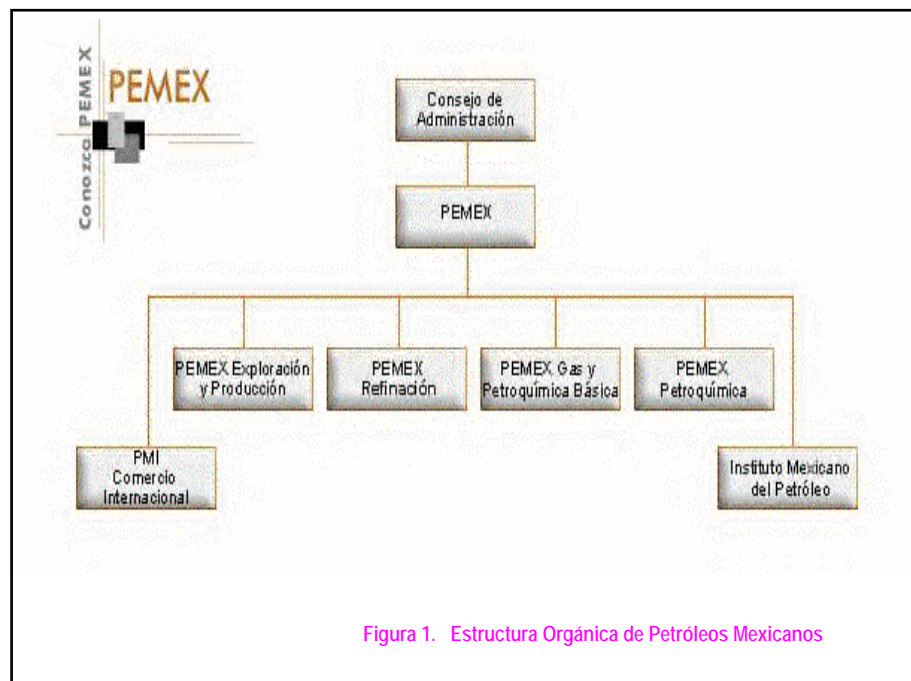 Conozca PEMEX
PEMEX
Consejo de
Administración
PEMEX
PEMEX Exploración
y Producción
PEMEX
Refinación
PEMEX Gas y
Petroquímica Básica
PEMEX
Petroquímica
PMI
Comercio
Internacional
Instituto Mexicano
del Petróleo
Figura 1. Estructura Orgánica de Petróleos Mexicanos